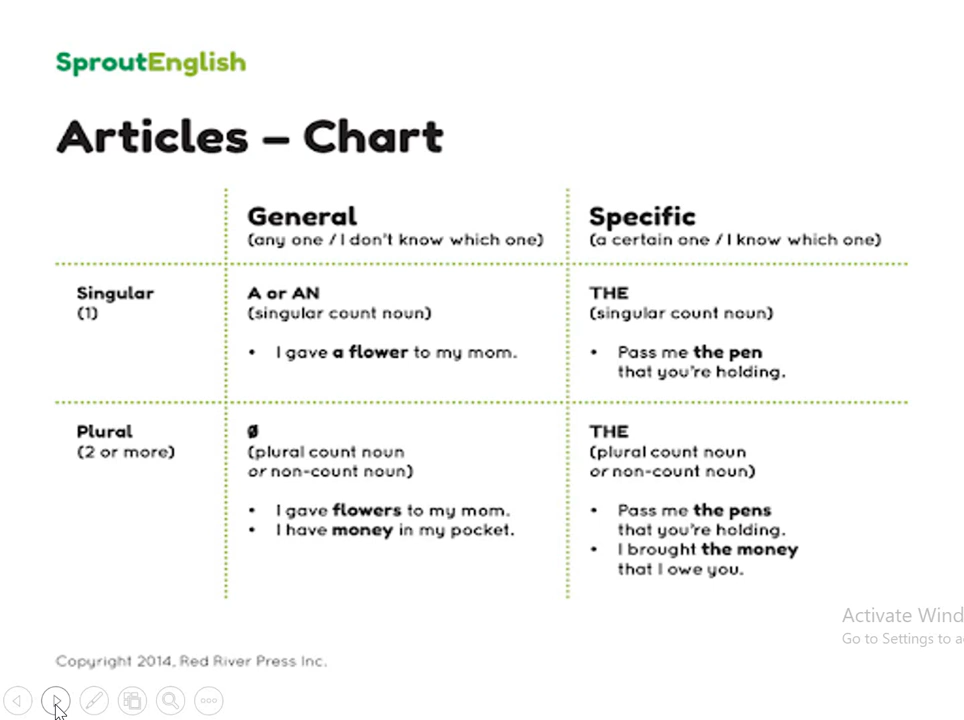 SproutEnglish
Articles – Chart
General
(any one / I don't know which one)
Specific
(a certain one / I know which one)
Singular
(1)
A or AN
(singular count noun)
• I gave a flower to my mom.
THE
(singular count noun)
• Pass me the pen
that you're holding.
Plural
(2 or more)
Ø
(plural count noun
or non-count noun)
• I gave flowers to my mom.
• I have money in my pocket.
THE
(plural count noun
or non-count noun)
• Pass me the pens
that you're holding.
• I brought the money
that I owe you.
Activate Wind
Go to Settings to a
Copyright 2014, Red River Press Inc.